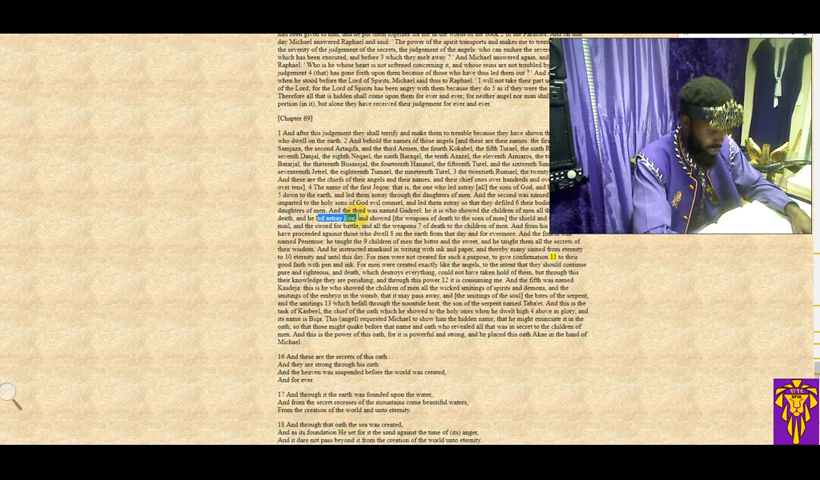 day Michael answered Raphael and said: ' The power of the spirit transports and makes me to
the severity of the judgement of the secrets, the judgement of the angels: who can endure the
which has been executed, and before 3 which they melt away ? ' And Michael answered again, and
Raphael: ' Who is he whose heart is not softened concerning it, and whose reins are not troubled by
judgement 4 (that) has gone forth upon them because of those who have thus led them out ? ' And
when he stood before the Lord of Spirits, Michael said thus to Raphael: ' I will not take their part
of the Lord; for the Lord of Spirits has been angry with them because they do 5 as if they were the
Therefore all that is hidden shall come upon them for ever and ever; for neither angel nor man shall
portion (in it), but alone they have received their judgement for ever and ever.
[Chapter 69]
1 And after this judgement they shall terrify and make them to tremble because they have shown
who dwell on the earth. 2 And behold the names of those angels [and these are their names: the first
Samjaza, the second Artaqifa, and the third Armen, the fourth Kokabel, the fifth Turael, the sixth
seventh Danjal, the eighth Neqael, the ninth Baraqel, the tenth Azazel, the eleventh Armaros, the
Batarjal, the thirteenth Busasejal, the fourteenth Hananel, the fifteenth Turel, and the sixteenth
seventeenth Jetrel, the eighteenth Tumael, the nineteenth Turel, 3 the twentieth Rumael, the
And these are the chiefs of their angels and their names, and their chief ones over hundreds and
over tens]. 4 The name of the first Jeqon: that is, the one who led astray [all] the sons of God, and
5 down to the earth, and led them astray through the daughters of men. And the second was named
imparted to the holy sons of God evil counsel, and led them astray so that they defiled 6 their
daughters of men. And the third was named Gadreel: he it is who showed the children of men all
death, and he led astray Eve, and showed [the weapons of death to the sons of men] the shield and
mail, and the sword for battle, and all the weapons 7 of death to the children of men. And from his
have proceeded against those who dwell 8 on the earth from that day and for evermore. And the
named Penemue: he taught the 9 children of men the bitter and the sweet, and he taught them all the secrets of
their wisdom. And he instructed mankind in writing with ink and paper, and thereby many sinned from eternity
to 10 eternity and until this day. For men were not created for such a purpose, to give confirmation 11 to their
good faith with pen and ink. For men were created exactly like the angels, to the intent that they should continue
pure and righteous, and death, which destroys everything, could not have taken hold of them, but through this
their knowledge they are perishing, and through this power 12 it is consuming me. And the fifth was named
Kasdeja: this is he who showed the children of men all the wicked smitings of spirits and demons, and the
smitings of the embryo in the womb, that it may pass away, and [the smitings of the soul] the bites of the serpent,
and the smitings 13 which befall through the noontide heat, the son of the serpent named Taba'et. And this is the
task of Kasbeel, the chief of the oath which he showed to the holy ones when he dwelt high 4 above in glory, and
its name is Biqa. This (angel) requested Michael to show him the hidden name, that he might enunciate it in the
oath, so that those might quake before that name and oath who revealed all that was in secret to the children of
men. And this is the power of this oath, for it is powerful and strong, and he placed this oath Akae in the hand of
Michael.
16 And these are the secrets of this oath . .
And they are strong through his oath:
And the heaven was suspended before the world was created,
And for ever.
17 And through it the earth was founded upon the water,
And from the secret recesses of the mountains come beautiful waters,
From the creation of the world and unto eternity.
18 And through that oath the sea was created,
And as its foundation He set for it the sand against the time of (its) anger,
And it dare not pass beyond it from the creation of the world unto eternity.